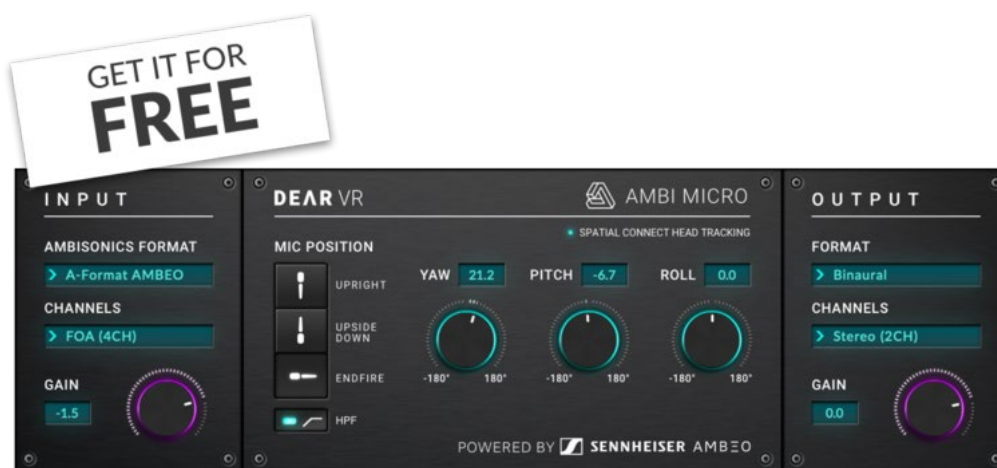 GET IT FOR
FREE
INPUT
AMBISONICS FORMAT
> A-Format AMBEO
CHANNELS
> FOA (4CH)
GAIN
-1.5
DEΛR VR
AMBI MICRO
SPATIAL CONNECT HEAD TRACKING
MIC POSITION
UPRIGHT
UPSIDE
DOWN
ENDFIRE
HPF
YAW 21.2 PITCH -6.7 ROLL 0.0
-180° 180° -180° 180° -180° 180°
POWERED BY SENNHEISER AMBΞO
OUTPUT
FORMAT
> Binaural
CHANNELS
> Stereo (2CH)
GAIN
0.0